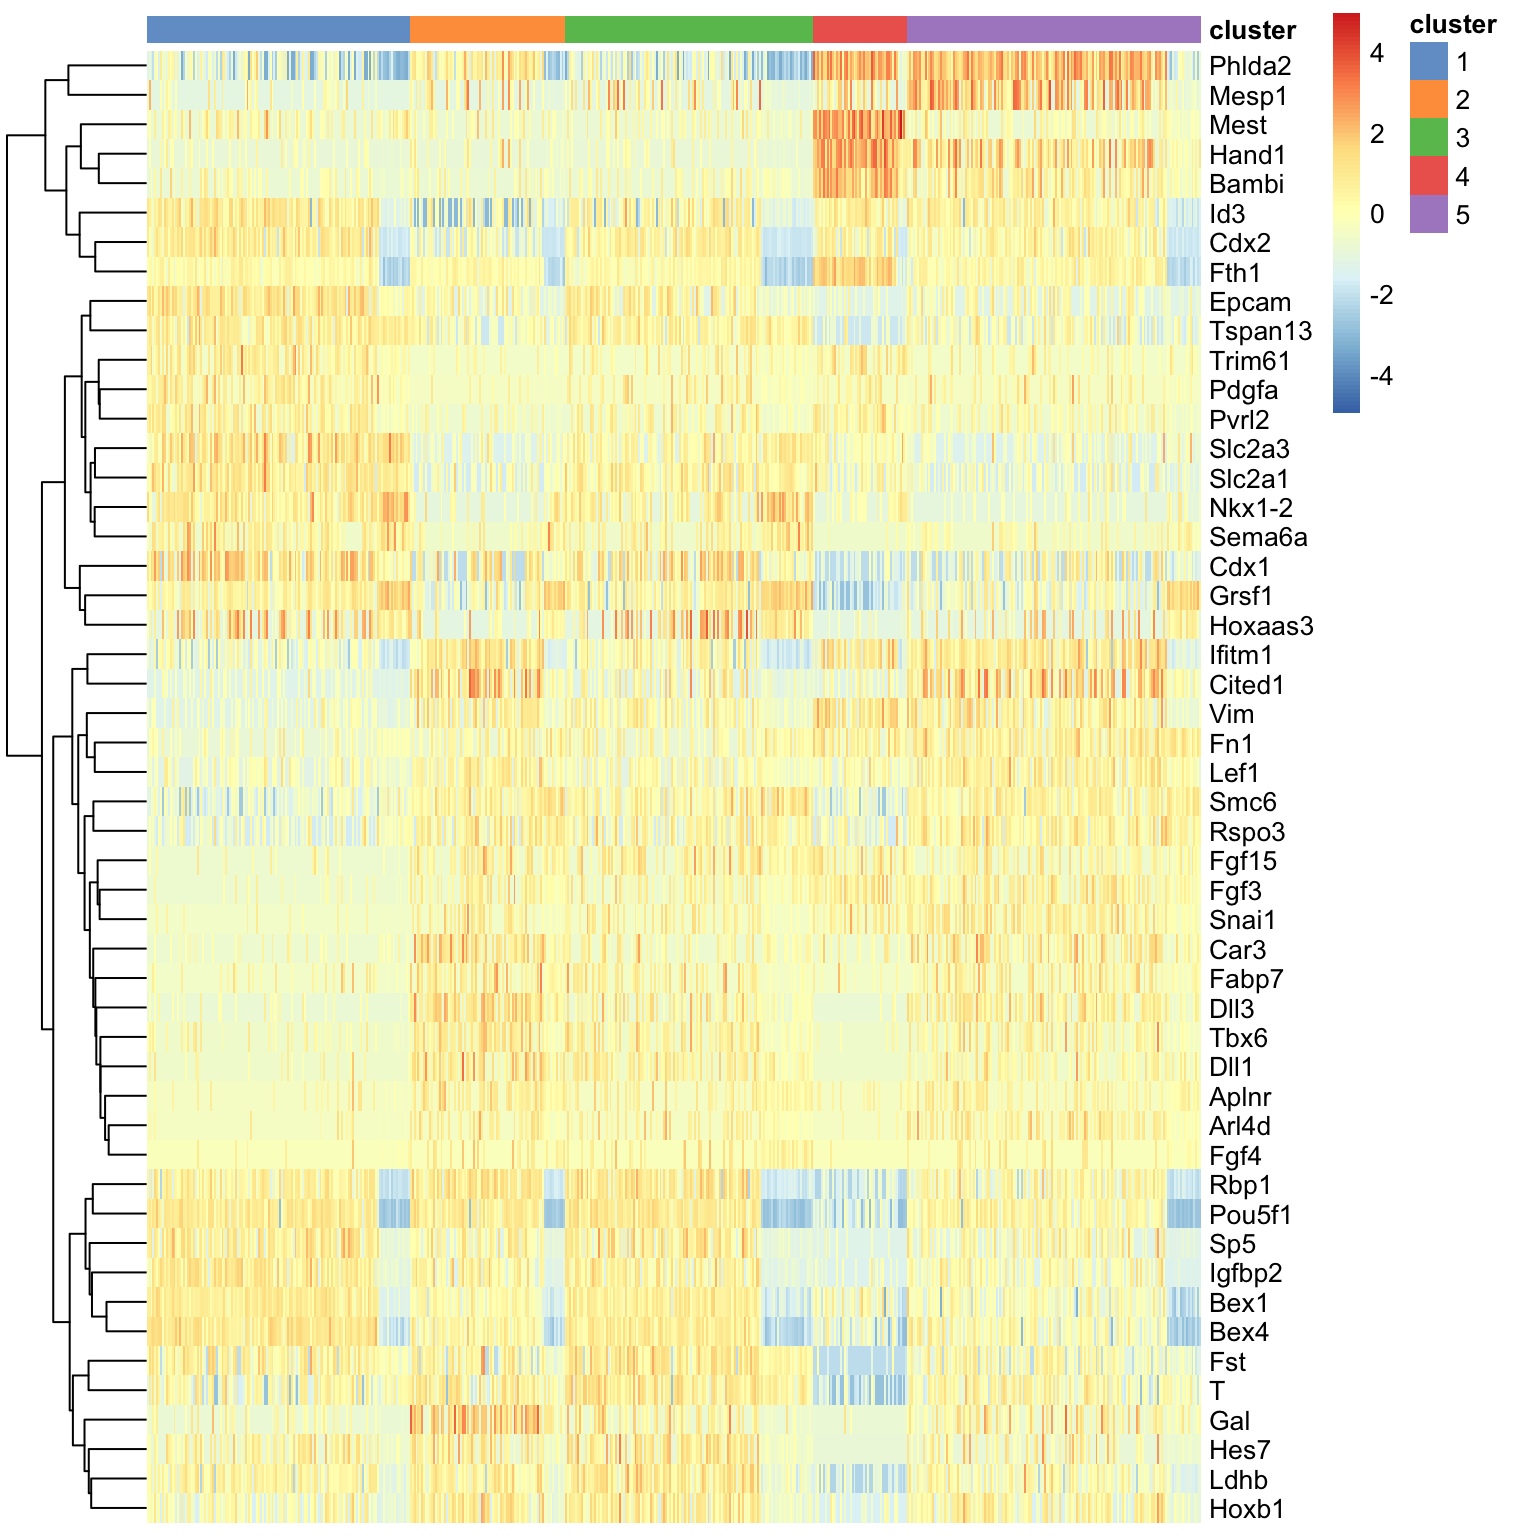 cluster
Phlda2
Mesp1
Mest
Hand1
Bambi
Id3
Cdx2
Fth1
Epcam
Tspan13
Trim61
Pdgfa
Pvrl2
Slc2a3
Slc2a1
Nkx1-2
Sema6a
Cdx1
Grsf1
Hoxaas3
Ifitm1
Cited1
Vim
Fn1
Lef1
Smc6
Rspo3
Fgf15
Fgf3
Snai1
Car3
Fabp7
Dll3
Tbx6
Dll1
Aplnr
Arl4d
Fgf4
Rbp1
Pou5f1
Sp5
Igfbp2
Bex1
Bex4
Fst
T
Gal
Hes7
Ldhb
Hoxb1
4
2
0
-2
-4
cluster
1
2
3
4
5